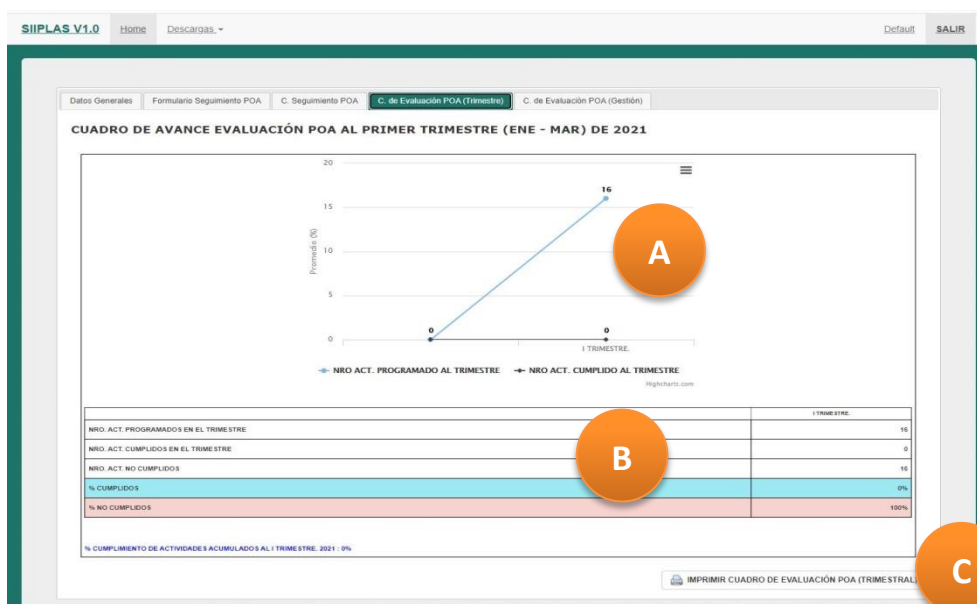 SIIPLAS V1.0 Home Descargas Default SALIR
Datos Generales Formulario Seguimiento POA C. Seguimiento POA C. de Evaluación POA (Trimestre) C. de Evaluación POA (Gestión)
CUADRO DE AVANCE EVALUACIÓN POA AL PRIMER TRIMESTRE (ENE - MAR) DE 2021
20
16
15
A
Promedio (%)
10
5
0 0 0
I TRIMESTRE.
NRO ACT. PROGRAMADO AL TRIMESTRE NRO ACT. CUMPLIDO AL TRIMESTRE
Highcharts.com
I TRIMESTRE.
NRO. ACT. PROGRAMADOS EN EL TRIMESTRE 16
NRO. ACT. CUMPLIDOS EN EL TRIMESTRE 0
B
NRO. ACT. NO CUMPLIDOS 16
% CUMPLIDOS 0%
% NO CUMPLIDOS 100%
% CUMPLIMIENTO DE ACTIVIDADES ACUMULADOS AL I TRIMESTRE. 2021 : 0%
IMPRIMIR CUADRO DE EVALUACIÓN POA (TRIMESTRAL) C